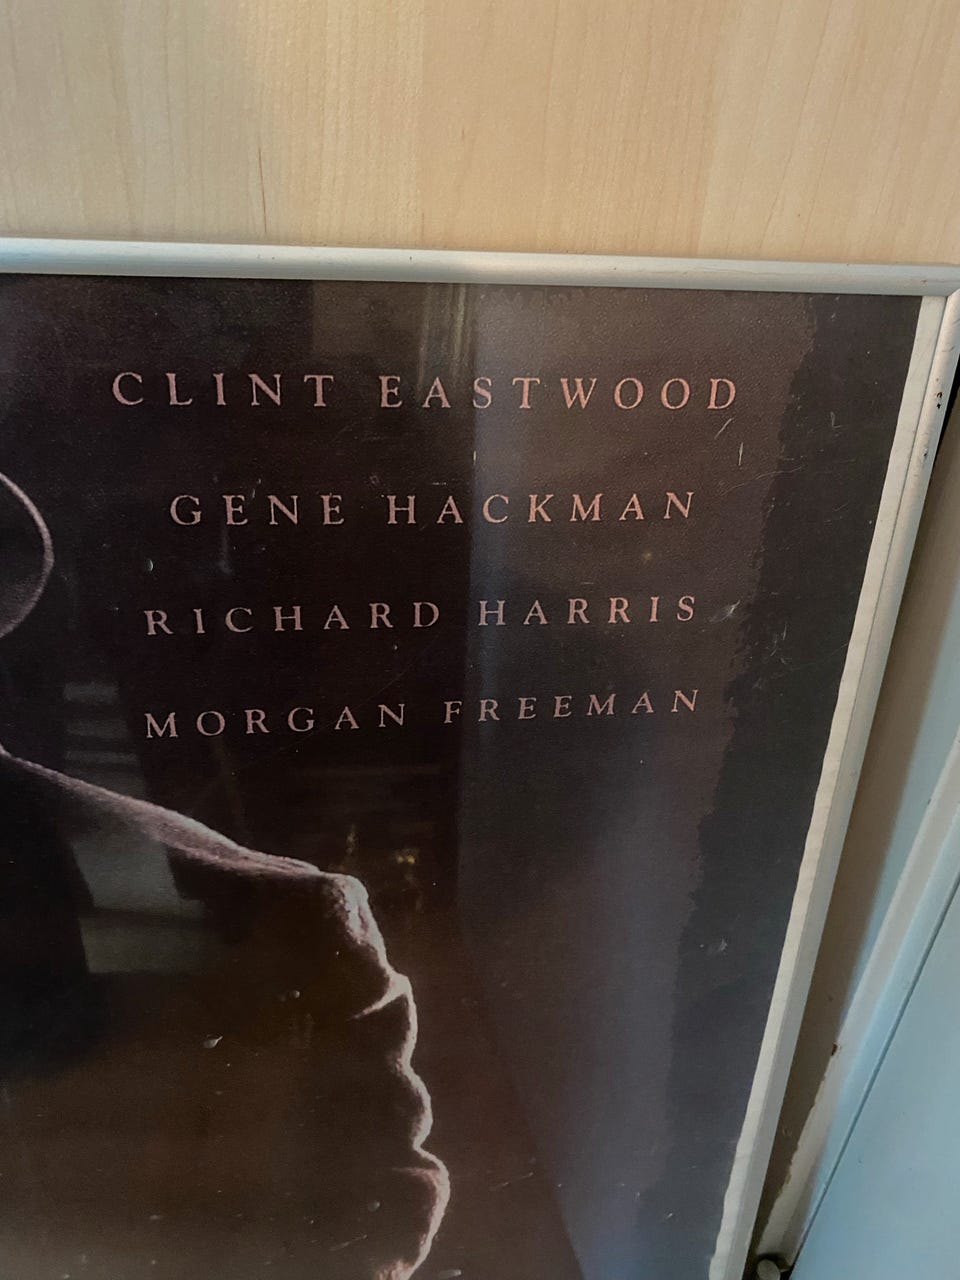 CLINT EASTWOOD
GENE HACKMAN
RICHARD HARRIS
MORGAN FREEMAN